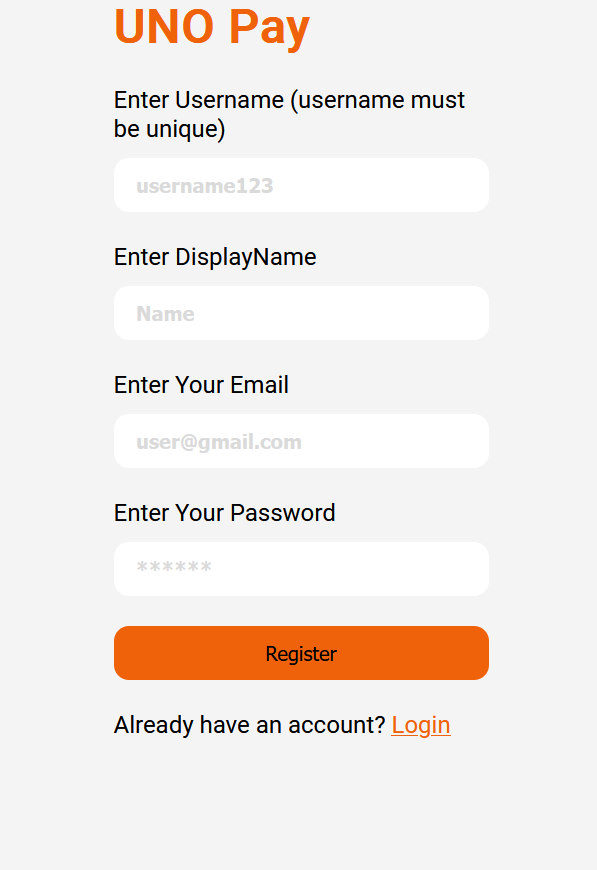 UNO Pay
Enter Username (username must
be unique)
username123
Enter DisplayName
Name
Enter Your Email
user@gmail.com
Enter Your Password
******
Register
Already have an account? Login